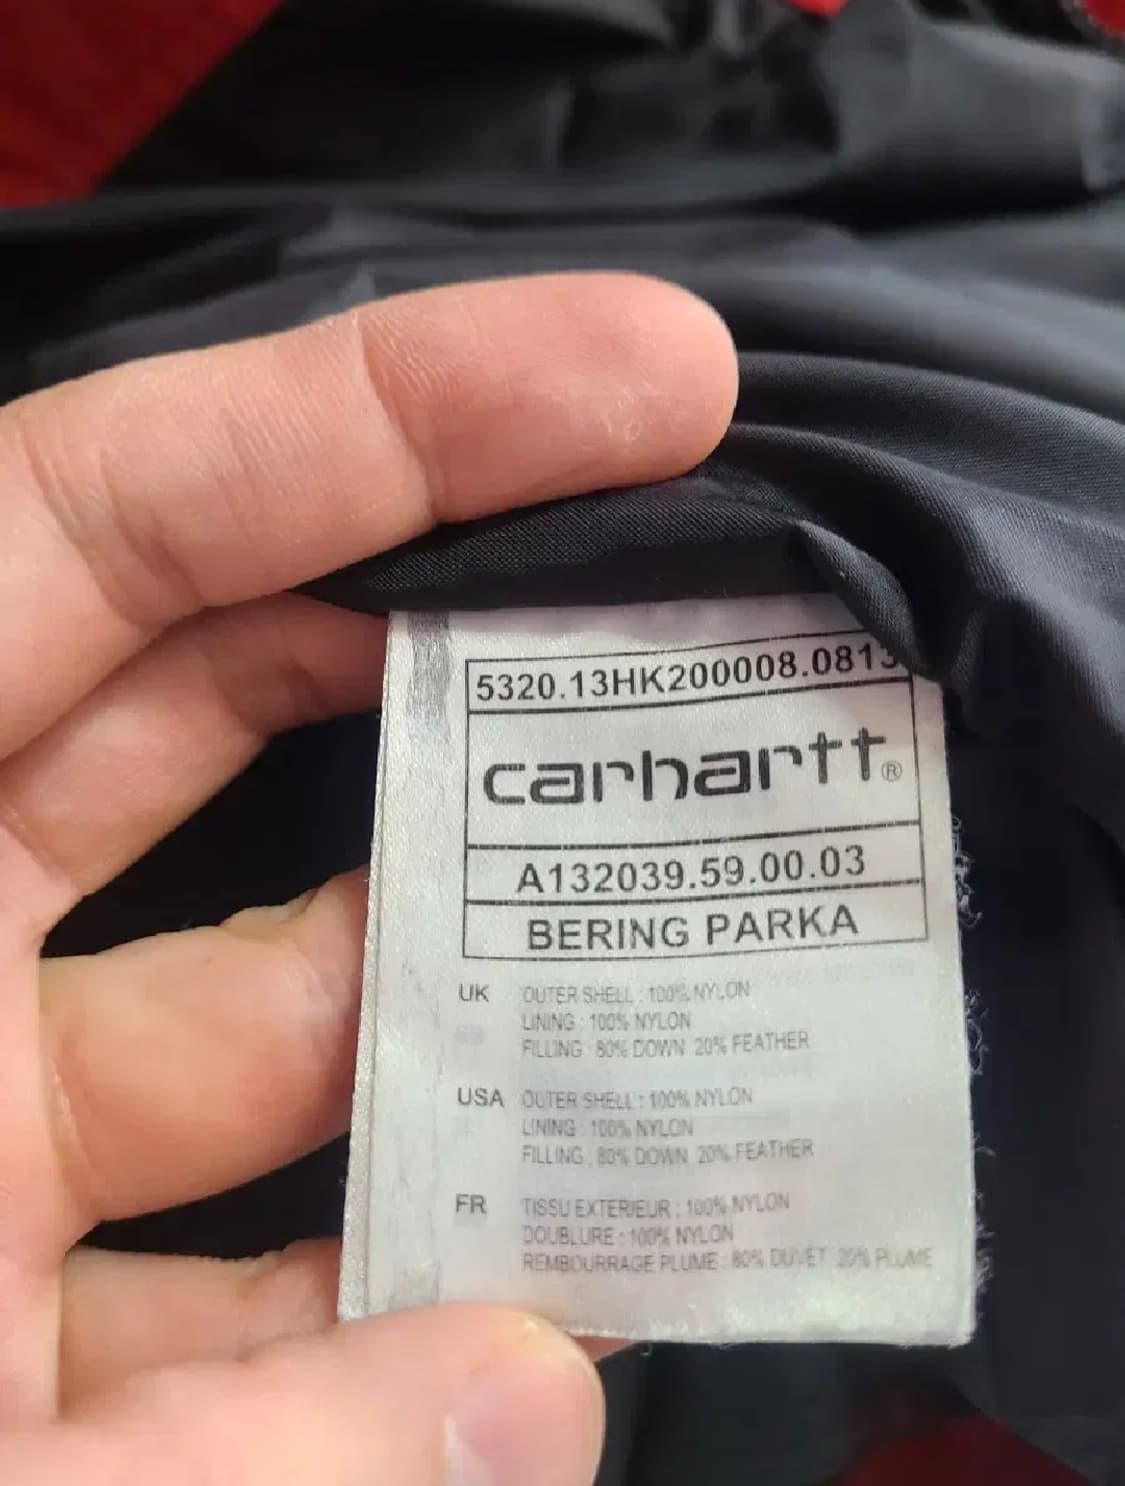 5320.13HK200008.0813
carhartt®
A132039.59.00.03
BERING PARKA
UK OUTER SHELL : 100% NYLON
LINING : 100% NYLON
FILLING : 80% DOWN 20% FEATHER
USA OUTER SHELL : 100% NYLON
LINING : 100% NYLON
FILLING : 80% DOWN 20% FEATHER
FR TISSU EXTERIEUR : 100% NYLON
DOUBLURE : 100% NYLON
REMBOURRAGE PLUME : 80% DUVET 20% PLUME